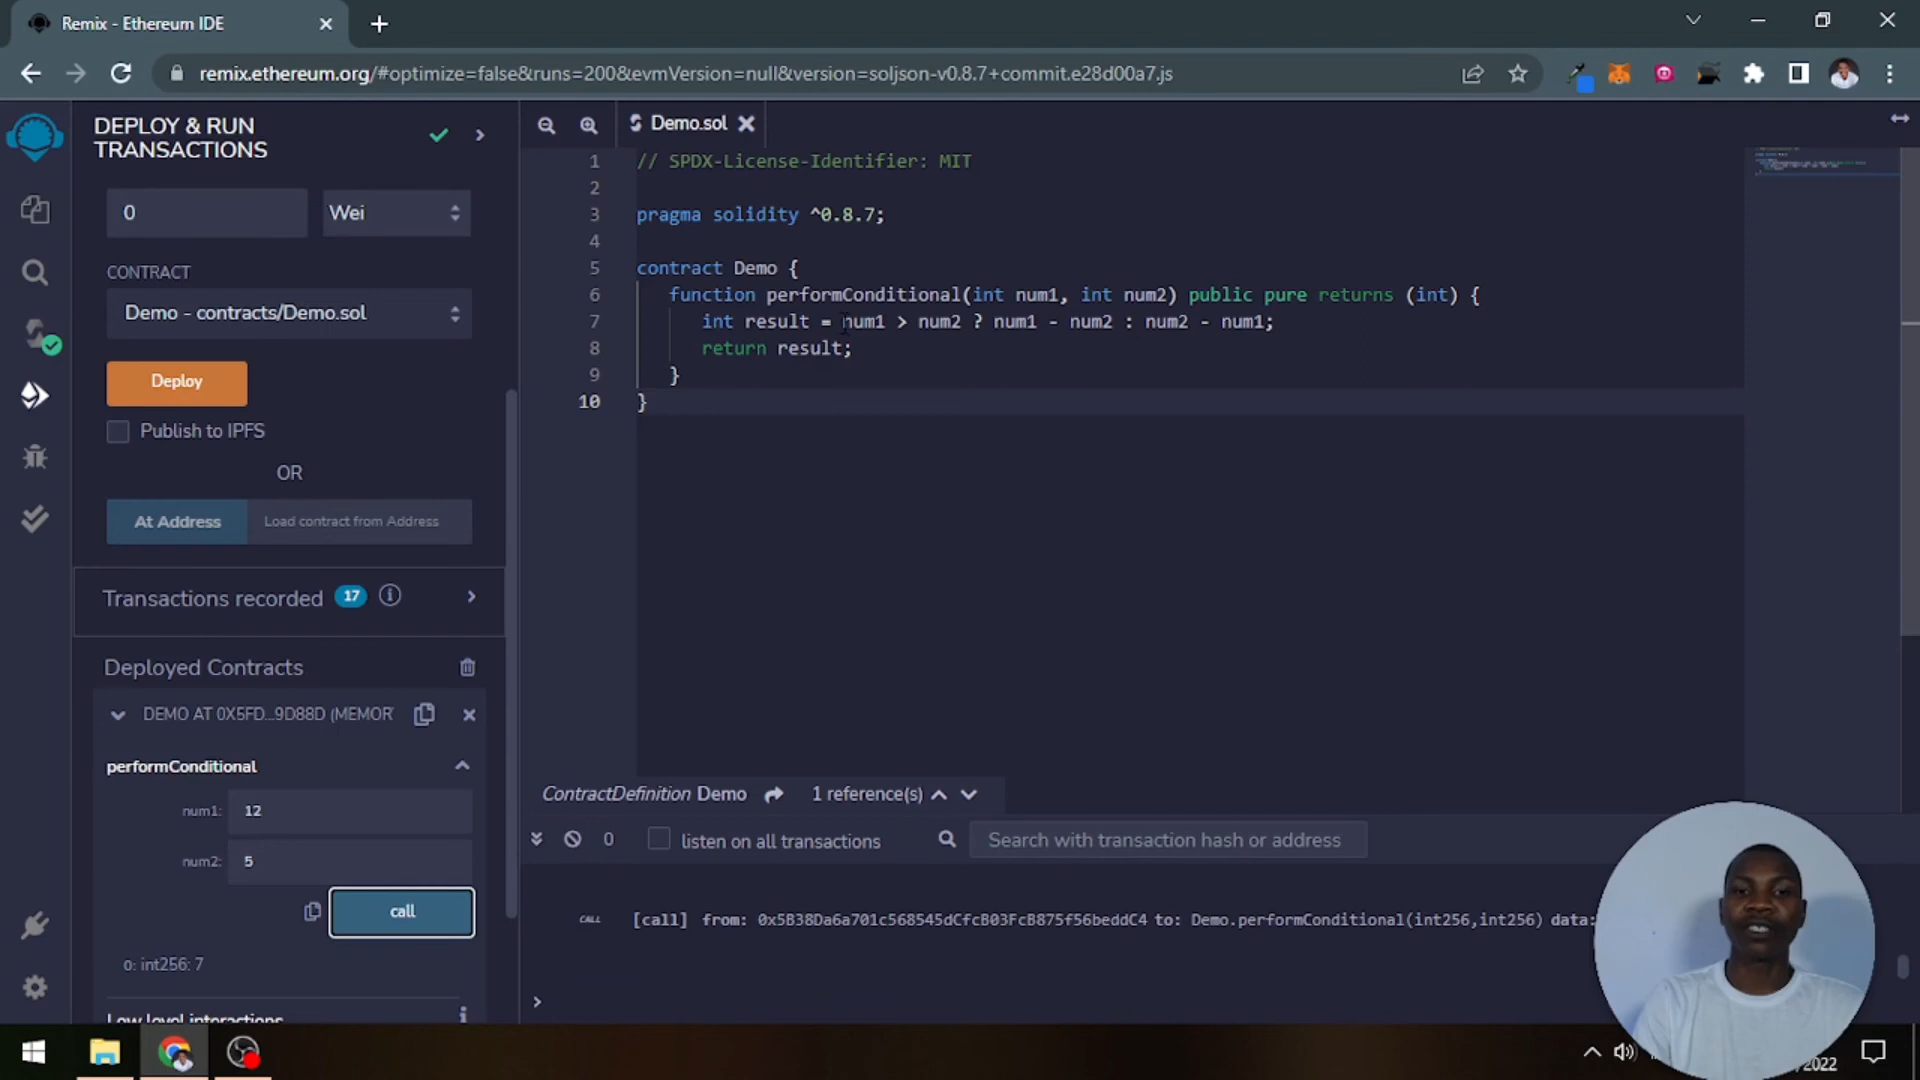 Remix - Ethereum IDE
remix.ethereum.org/#optimize=false&runs=200&evmVersion=null&version=soljson-v0.8.7+commit.e28d00a7.js
DEPLOY & RUN
TRANSACTIONS
0
Wei
CONTRACT
Demo - contracts/Demo.sol
Deploy
Publish to IPFS
OR
At Address
Load contract from Address
Transactions recorded 17
Deployed Contracts
DEMO AT 0X5FD...9D88D (MEMOR
performConditional
num1: 12
num2: 5
call
0: int256: 7
Low level interactions
Demo.sol
1 // SPDX-License-Identifier: MIT
2
3 pragma solidity ^0.8.7;
4
5 contract Demo {
6 function performConditional(int num1, int num2) public pure returns (int) {
7 int result = num1 > num2 ? num1 - num2 : num2 - num1;
8 return result;
9 }
10 }
ContractDefinition Demo 1 reference(s)
0 listen on all transactions
Search with transaction hash or address
CALL [call] from: 0x5B38Da6a701c568545dCfcB03FcB875f56beddC4 to: Demo.performConditional(int256,int256) data:
>
2022